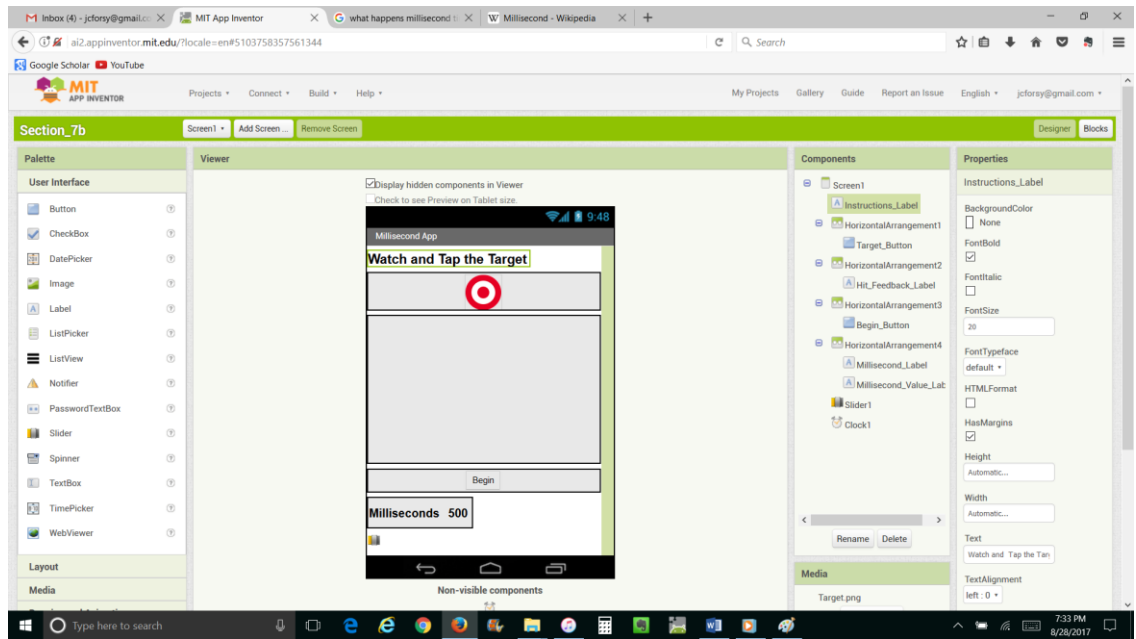 Inbox (4) - jcforsy@gmail.co
MIT App Inventor
what happens millisecond ti
Millisecond - Wikipedia
ai2.appinventor.mit.edu/?locale=en#5103758357561344
Search
Google Scholar
YouTube
MIT
APP INVENTOR
Projects
Connect
Build
Help
My Projects
Gallery
Guide
Report an Issue
English
jcforsy@gmail.com
Section_7b
Screen1
Add Screen ...
Remove Screen
Designer
Blocks
Palette
User Interface
Button
CheckBox
DatePicker
Image
Label
ListPicker
ListView
Notifier
PasswordTextBox
Slider
Spinner
TextBox
TimePicker
WebViewer
Layout
Media
Viewer
Display hidden components in Viewer
Check to see Preview on Tablet size.
9:48
Millisecond App
Watch and Tap the Target
Begin
Milliseconds 500
Non-visible components
Components
Screen1
Instructions_Label
HorizontalArrangement1
Target_Button
HorizontalArrangement2
Hit_Feedback_Label
HorizontalArrangement3
Begin_Button
HorizontalArrangement4
Millisecond_Label
Millisecond_Value_Lab
Slider1
Clock1
Rename
Delete
Media
Target.png
Properties
Instructions_Label
BackgroundColor
None
FontBold
FontItalic
FontSize
20
FontTypeface
default
HTMLFormat
HasMargins
Height
Automatic...
Width
Automatic...
Text
Watch and Tap the Tar
TextAlignment
left : 0
Type here to search
7:33 PM
8/28/2017